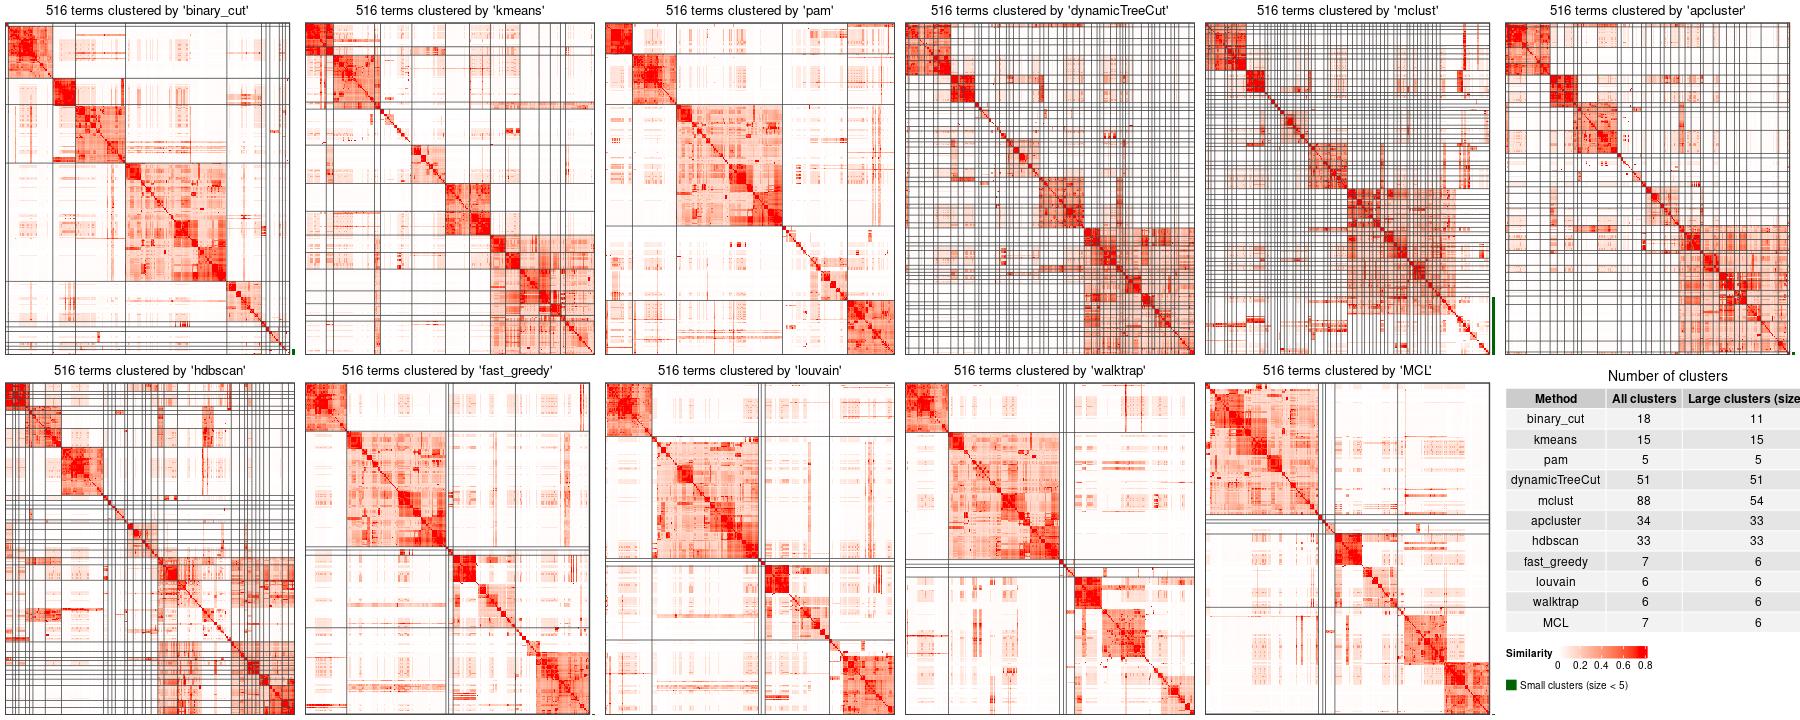 516 terms clustered by 'binary_cut'
516 terms clustered by 'kmeans'
516 terms clustered by 'pam'
516 terms clustered by 'dynamicTreeCut'
516 terms clustered by 'mclust'
516 terms clustered by 'apcluster'
516 terms clustered by 'hdbscan'
516 terms clustered by 'fast_greedy'
516 terms clustered by 'louvain'
516 terms clustered by 'walktrap'
516 terms clustered by 'MCL'
Number of clusters
Method All clusters Large clusters (size
binary_cut 18 11
kmeans 15 15
pam 5 5
dynamicTreeCut 51 51
mclust 88 54
apcluster 34 33
hdbscan 33 33
fast_greedy 7 6
louvain 6 6
walktrap 6 6
MCL 7 6
Similarity
0 0.2 0.4 0.6 0.8
Small clusters (size < 5)